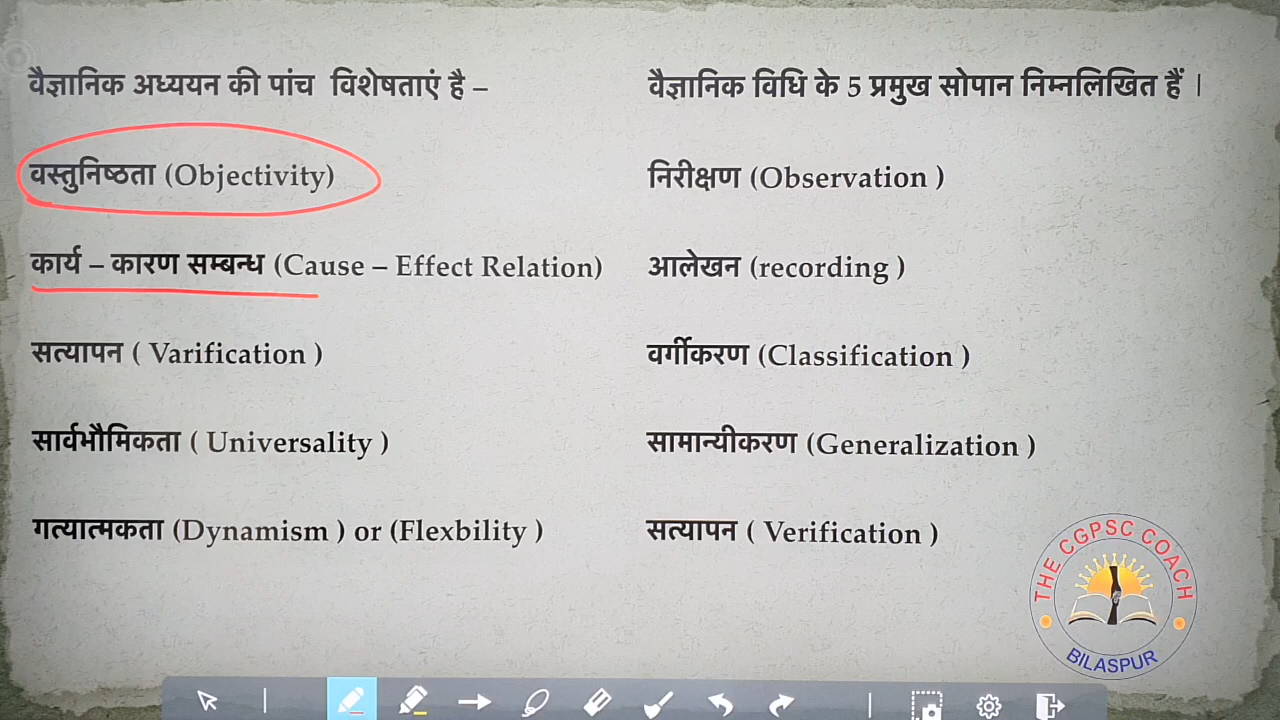 वैज्ञानिक अध्ययन की पांच विशेषताएं है –
वस्तुनिष्ठता (Objectivity)
कार्य – कारण सम्बन्ध (Cause – Effect Relation)
सत्यापन ( Varification )
सार्वभौमिकता ( Universality )
गत्यात्मकता (Dynamism ) or (Flexbility )
वैज्ञानिक विधि के 5 प्रमुख सोपान निम्नलिखित हैं |
निरीक्षण (Observation )
आलेखन (recording )
वर्गीकरण (Classification )
सामान्यीकरण (Generalization )
सत्यापन ( Verification )
THE CGPSC COACH
BILASPUR